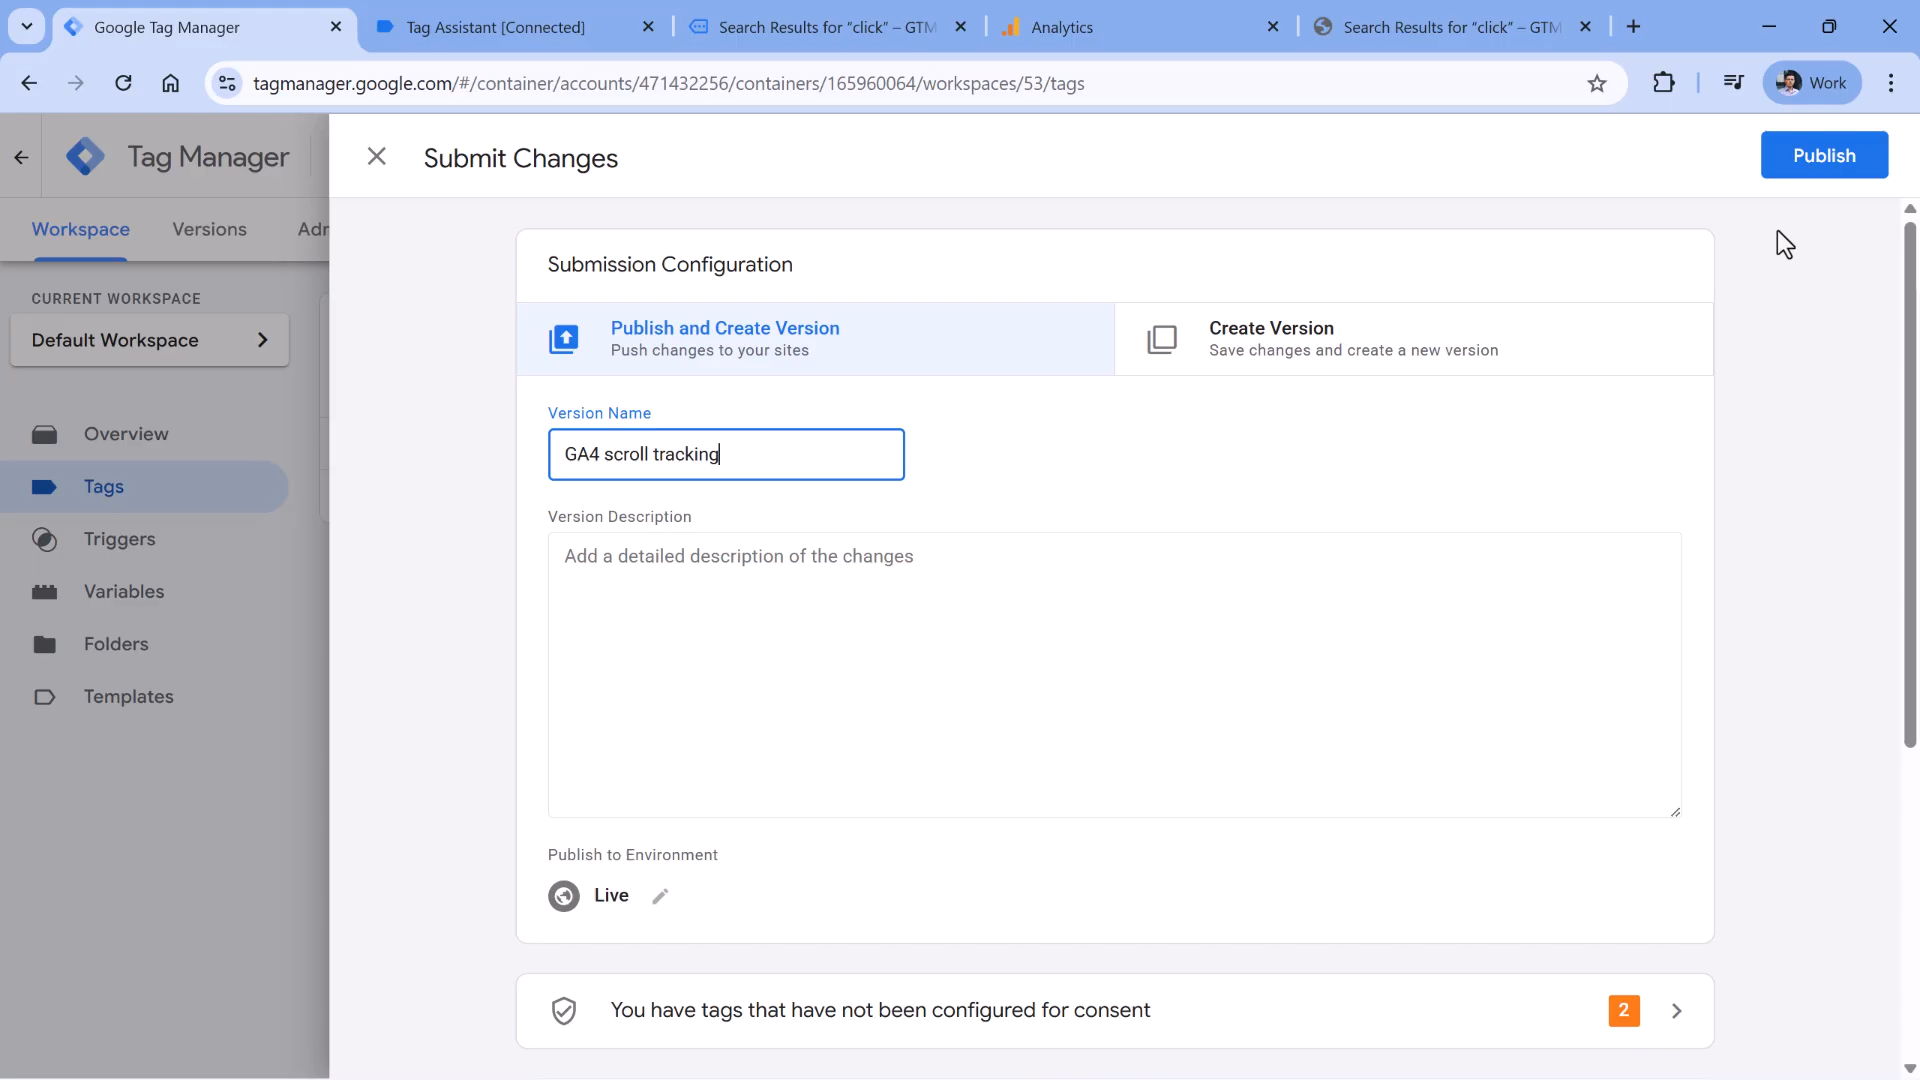 Google Tag Manager
Tag Assistant [Connected]
Search Results for “click” – GTM
Analytics
Search Results for “click” – GTM
tagmanager.google.com/#/container/accounts/471432256/containers/165960064/workspaces/53/tags
Work
Tag Manager
Submit Changes
Publish
Workspace
Versions
Adr
Submission Configuration
CURRENT WORKSPACE
Default Workspace
Publish and Create Version
Push changes to your sites
Create Version
Save changes and create a new version
Version Name
GA4 scroll tracking
Overview
Tags
Triggers
Variables
Folders
Templates
Version Description
Add a detailed description of the changes
Publish to Environment
Live
You have tags that have not been configured for consent
2